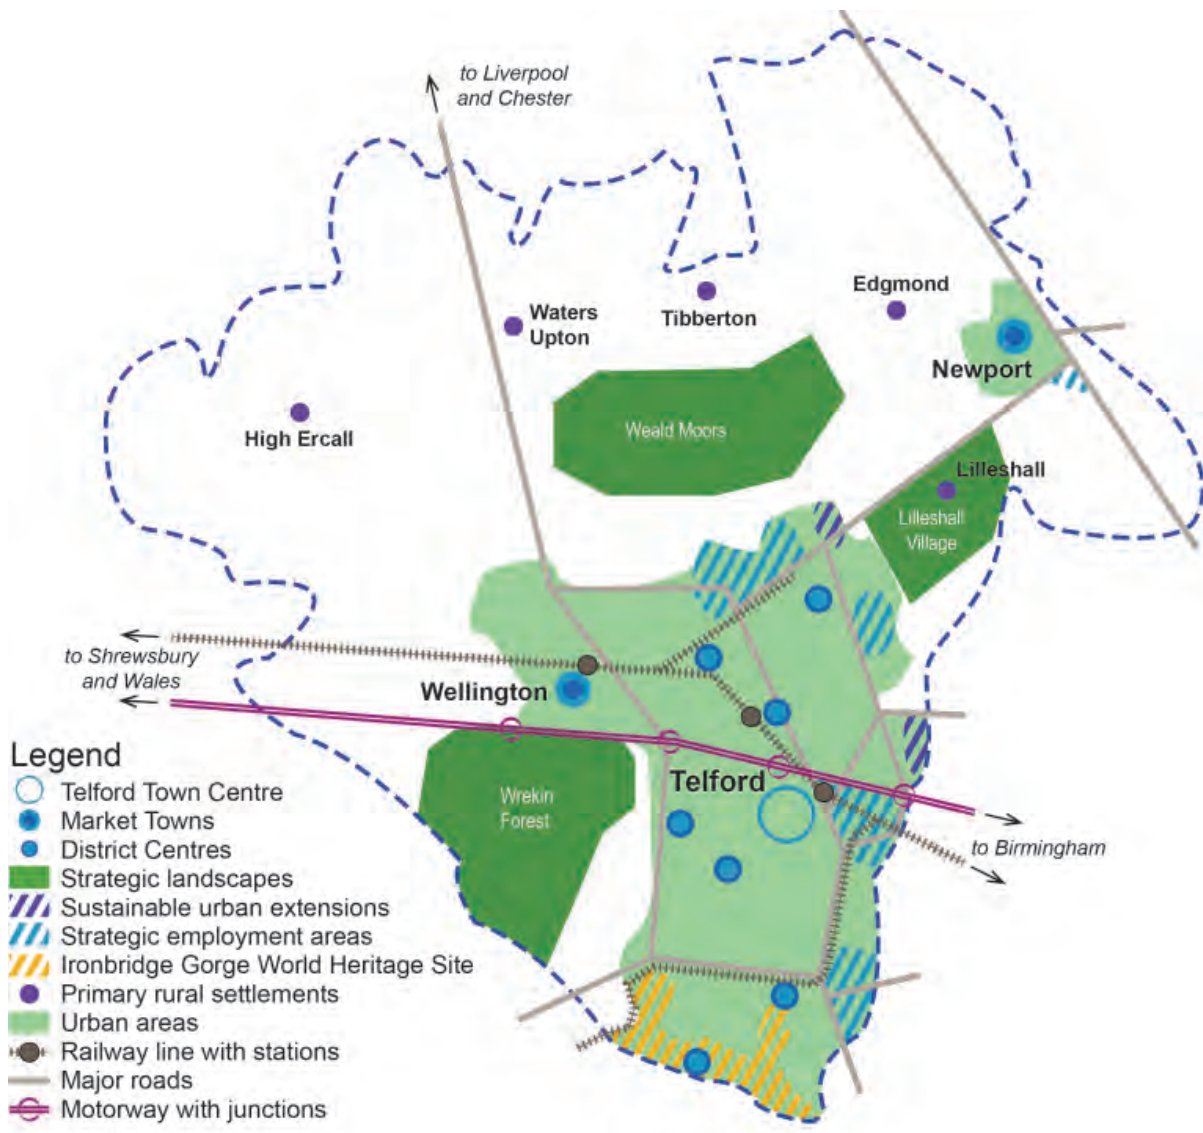 to Liverpool
and Chester
Edgmond
Waters
Upton
Tibberton
Newport
High Ercall
Weald Moors
Lilleshall
Lilleshall
Village
to Shrewsbury
and Wales
Wellington
Telford
Wrekin
Forest
to Birmingham
Legend
Telford Town Centre
Market Towns
District Centres
Strategic landscapes
Sustainable urban extensions
Strategic employment areas
Ironbridge Gorge World Heritage Site
Primary rural settlements
Urban areas
Railway line with stations
Major roads
Motorway with junctions